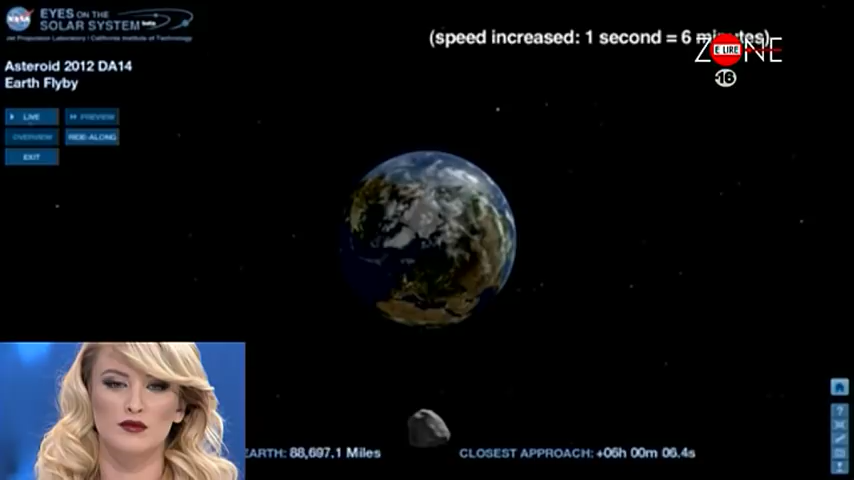 NASA
EYES ON THE
SOLAR SYSTEM beta
Jet Propulsion Laboratory | California Institute of Technology
Asteroid 2012 DA14
Earth Flyby
LIVE
PREVIEW
OVERVIEW
RIDE-ALONG
EXIT
(speed increased: 1 second = 6 minutes)
ZONE
E LIRE
-16
EARTH: 88,697.1 Miles
CLOSEST APPROACH: +06h 00m 06.4s
?